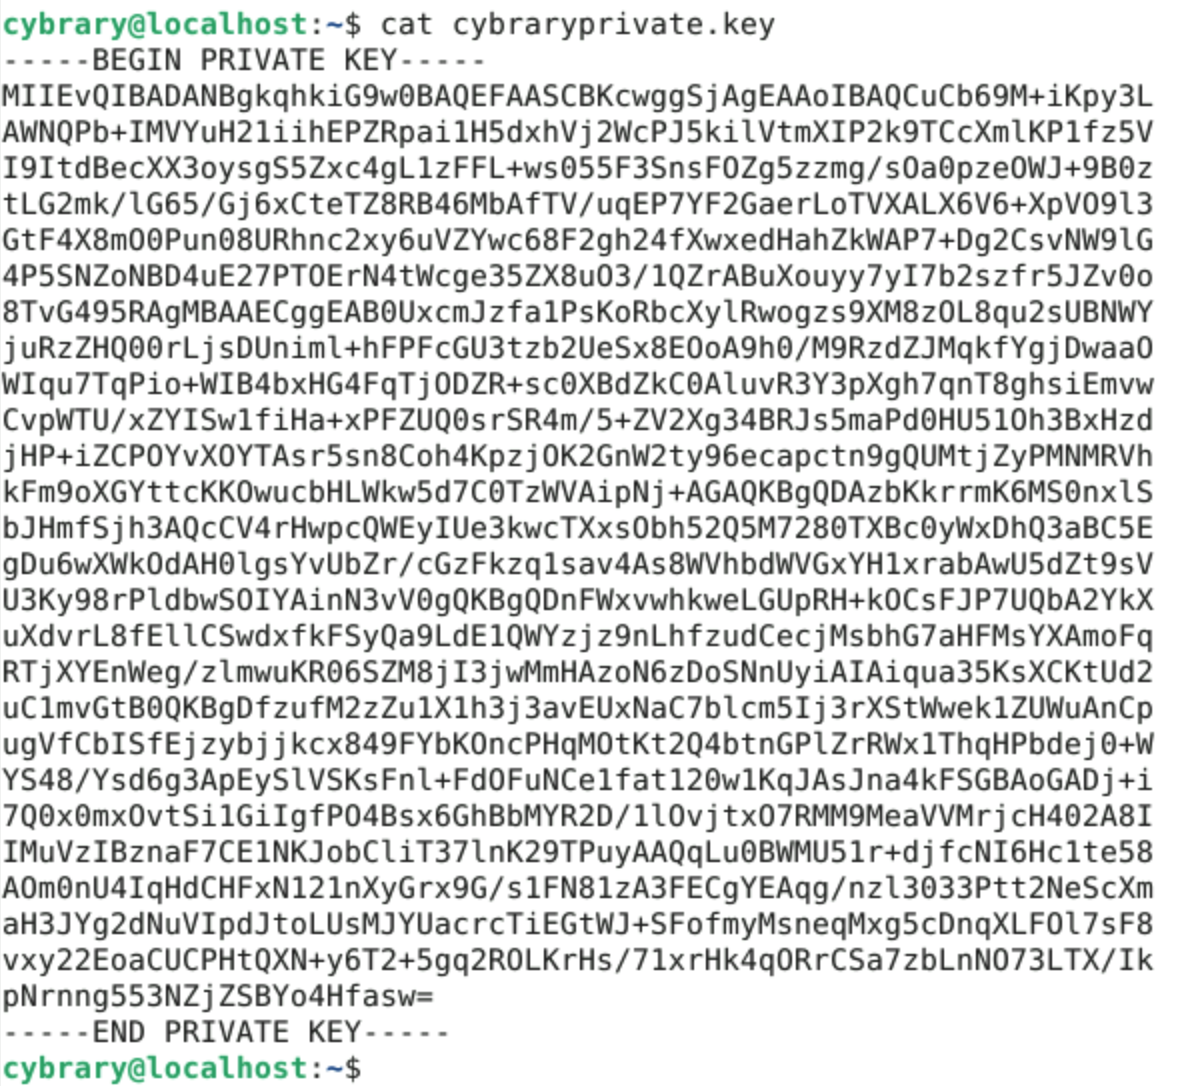 cybrary@localhost:~$ cat cybraryprivate.key
-----BEGIN PRIVATE KEY-----
MIIEvQIBADANBgkqhkiG9w0BAQEFAASCBKcwggSjAgEAAoIBAQCuCb69M+iKpy3L
AWNQPb+IMVYuH21iihEPZRpai1H5dxhVj2WcPJ5kilVtmXIP2k9TCcXmlKP1fz5V
I9ItdBecXX3oysgS5Zxc4gL1zFFL+ws055F3SnsFOZg5zzmg/sOa0pzeOWJ+9B0z
tLG2mk/lG65/Gj6xCteTZ8RB46MbAfTV/uqEP7YF2GaerLoTVXALX6V6+XpVO9l3
GtF4X8mO0Pun08URhnc2xy6uVZYwc68F2gh24fXwxedHahZkWAP7+Dg2CsvNW9lG
4P5SNZoNBD4uE27PTOErN4tWcge35ZX8uO3/1QZrABuXouyy7yI7b2szfr5JZv0o
8TvG495RAgMBAAECggEAB0UxcmJzfa1PsKoRbcXylRwogzs9XM8zOL8qu2sUBNWY
juRzZHQ00rLjsDUniml+hFPFcGU3tzb2UeSx8EOoA9h0/M9RzdZJMqkfYgjDwaaO
WIqu7TqPio+WIB4bxHG4FqTjODZR+sc0XBdZkC0AluvR3Y3pXgh7qnT8ghsiEmvw
CvpWTU/xZYISw1fiHa+xPFZUQ0srSR4m/5+ZV2Xg34BRJs5maPd0HU51Oh3BxHzd
jHP+iZCPOYvXOYTAsr5sn8Coh4KpzjOK2GnW2ty96ecapctn9gQUMtjZyPMNMRVh
kFm9oXGYttcKKOwucbHLWkw5d7C0TzWVAipNj+AGAQKBgQDAzbKkrrmK6MS0nxlS
bJHmfSjh3AQcCV4rHwpcQWEyIUe3kwcTXxsObh52Q5M7280TXBc0yWxDhQ3aBC5E
gDu6wXWkOdAH0lgsYvUbZr/cGzFkzq1sav4As8WVhbdWVGxYH1xrabAwU5dZt9sV
U3Ky98rPldbwSOIYAinN3vV0gQKBgQDnFWxvwhkweLGUpRH+kOCsFJP7UQbA2YkX
uXdvrL8fEllCSwdxfkFSyQa9LdE1QWYzjz9nLhfzudCecjMsbhG7aHFMsYXAmoFq
RTjXYEnWeg/zlmwuKR06SZM8jI3jwMmHAzoN6zDoSNnUyiAIAiqua35KsXCKtUd2
uC1mvGtB0QKBgDfzufM2zZu1X1h3j3avEUxNaC7blcm5Ij3rXStWwek1ZUWuAnCp
ugVfCbISfEjzybjjkcx849FYbKOncPHqMOtKt2Q4btnGPlZrRWx1ThqHPbdej0+W
YS48/Ysd6g3ApEySlVSKsFnl+FdOFuNCe1fat120w1KqJAsJna4kFSGBAoGADj+i
7Q0x0mxOvtSi1GiIgfPO4Bsx6GhBbMYR2D/1lOvjtxO7RMM9MeaVVMrjcH402A8I
IMuVzIBznaF7CE1NKJobCliT37lnK29TPuyAAQqLu0BWMU51r+djfcNI6Hc1te58
AOm0nU4IqHdCHFxN121nXyGrx9G/s1FN81zA3FECgYEAqg/nzl3033Ptt2NeScXm
aH3JYg2dNuVIpdJtoLUsMJYUacrcTiEGtWJ+SFofmyMsneqMxg5cDnqXLFOl7sF8
vxy22EoaCUCPHtQXN+y6T2+5gq2ROLKrHs/71xrHk4qORrCSa7zbLnNO73LTX/Ik
pNrnng553NZjZSBYo4Hfasw=
-----END PRIVATE KEY-----
cybrary@localhost:~$